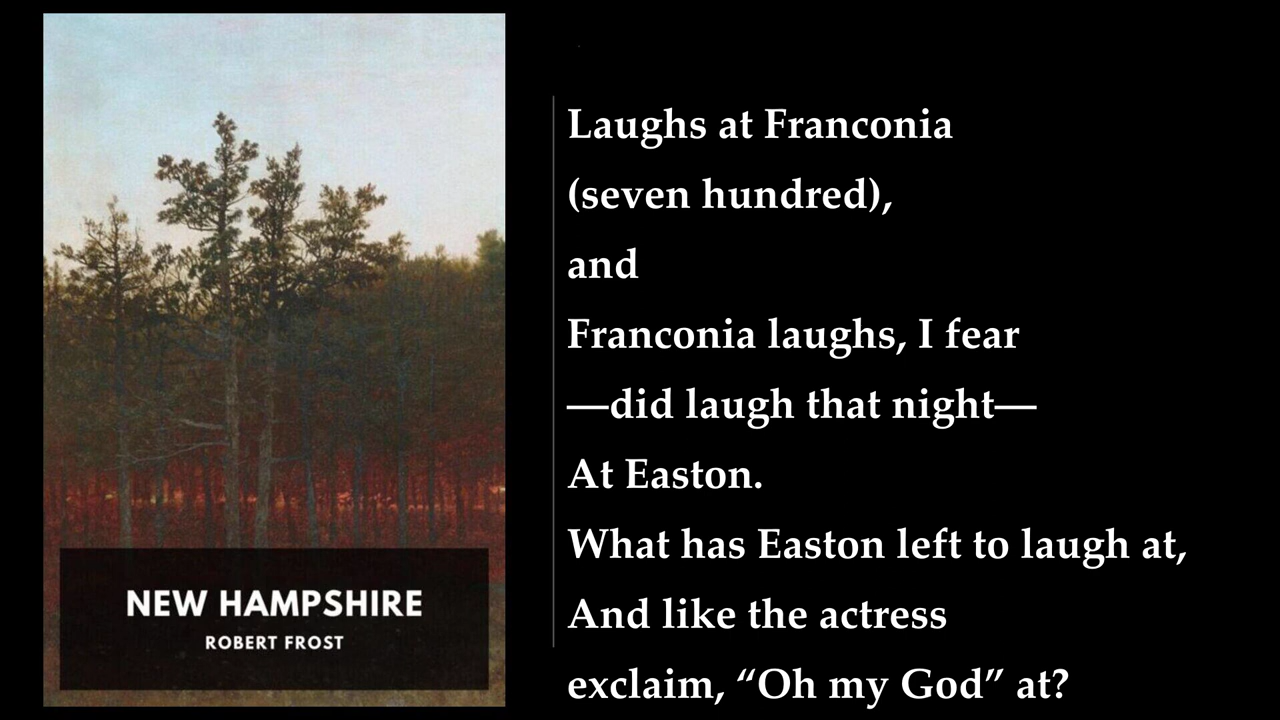 NEW HAMPSHIRE
ROBERT FROST
Laughs at Franconia
(seven hundred),
and
Franconia laughs, I fear
—did laugh that night—
At Easton.
What has Easton left to laugh at,
And like the actress
exclaim, “Oh my God” at?